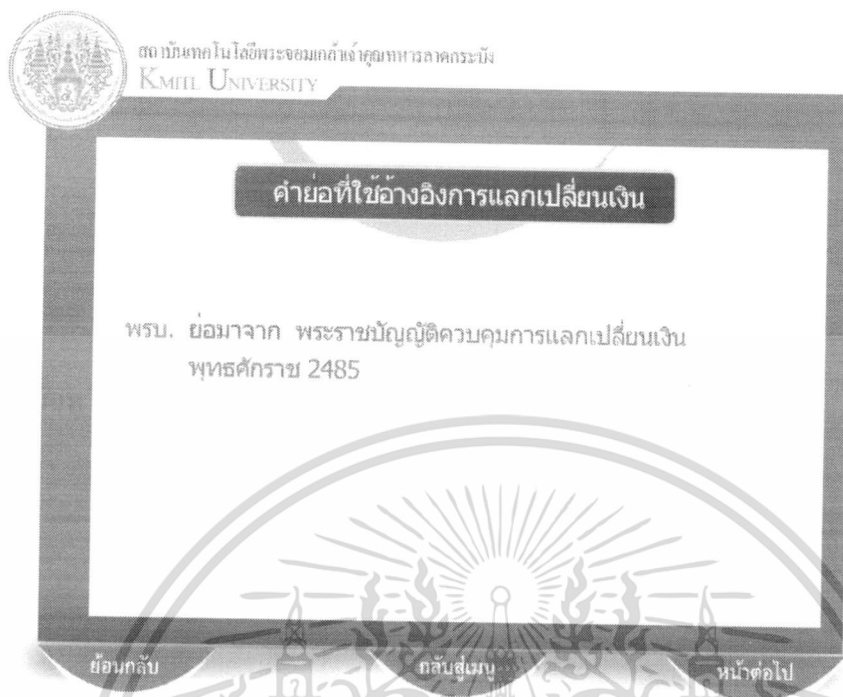 สถาบันเทคโนโลยีพระจอมเกล้าเจ้าคุณทหารลาดกระบัง
KMITL UNIVERSITY
คำย่อที่ใช้อ้างอิงการแลกเปลี่ยนเงิน
พรบ. ย่อมาจาก พระราชบัญญัติควบคุมการแลกเปลี่ยนเงิน
พุทธศักราช 2485
ย้อนกลับ กลับสู่เมนู หน้าต่อไป